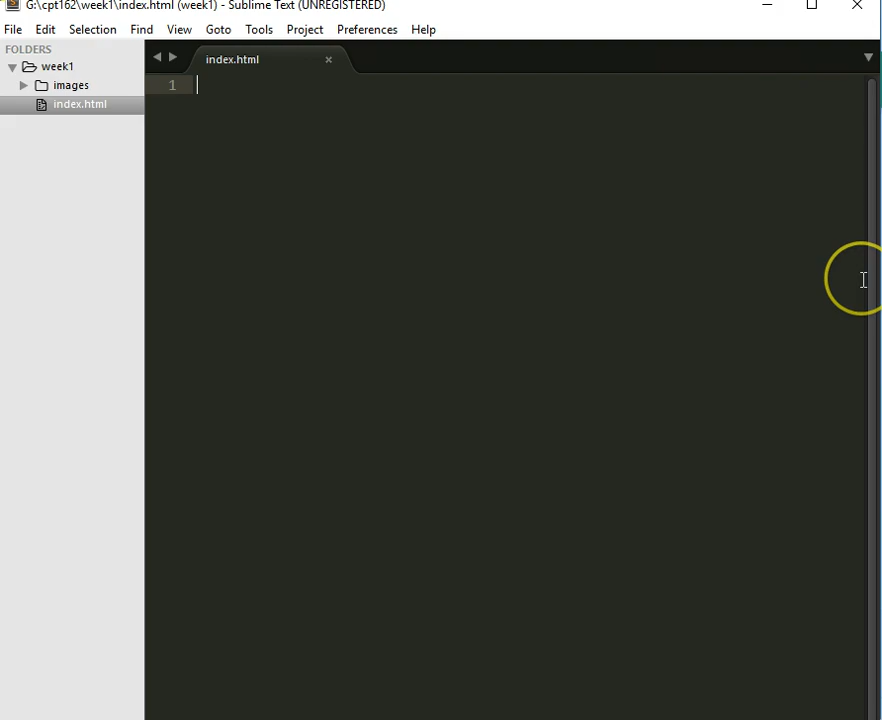 G:\cpt162\week1\index.html (week1) - Sublime Text (UNREGISTERED)
File Edit Selection Find View Goto Tools Project Preferences Help
FOLDERS
week1
images
index.html
index.html
1